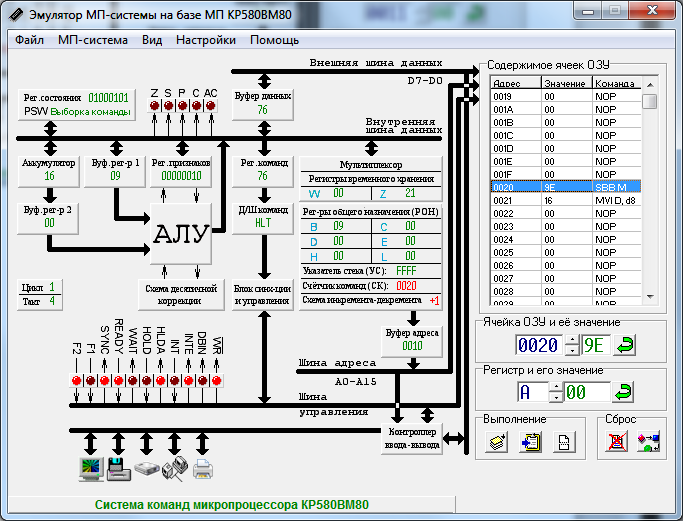 Эмулятор МП-системы на базе МП КР580ВМ80
Файл МП-система Вид Настройки Помощь
Внешняя шина данных
D7-D0
Рег.состояния 01000101
PSW Выборка команды
Z S P C AC
Буфер данных
76
Внутренняя
шина данных
Аккумулятор
16
Буф.рег-р 1
09
Рег.признаков
00000010
Рег.команд
76
Мультиплексор
Регистры временного хранения
W 00 Z 21
Буф.рег-р 2
00
АЛУ
Д/Ш команд
HLT
Рег-ры общего назначения (РОН)
B 09 C 00
D 00 E 00
H 00 L 00
Указатель стека (УС): FFFF
Счётчик команд (СК): 0020
Схема инкремента-декремента +1
Цикл 1
Такт 4
Схема десятичной
коррекции
Блок синх-ции
и управления
Буфер адреса
0010
F2 F1 SYNC READY WAIT HOLD HLDA INT INTE DBIN WR
Шина адреса
A0-A15
Шина
управления
Контроллер
ввода-вывода
Система команд микропроцессора КР580ВМ80
Содержимое ячеек ОЗУ
Адрес Значение Команда
0019 00 NOP
001A 00 NOP
001B 00 NOP
001C 00 NOP
001D 00 NOP
001E 00 NOP
001F 00 NOP
0020 9E SBB M
0021 16 MVI D, d8
0022 00 NOP
0023 00 NOP
0024 00 NOP
0025 00 NOP
0026 00 NOP
0027 00 NOP
0028 00 NOP
0029 00 NOP
Ячейка ОЗУ и её значение
0020 9E
Регистр и его значение
A 00
Выполнение
Сброс